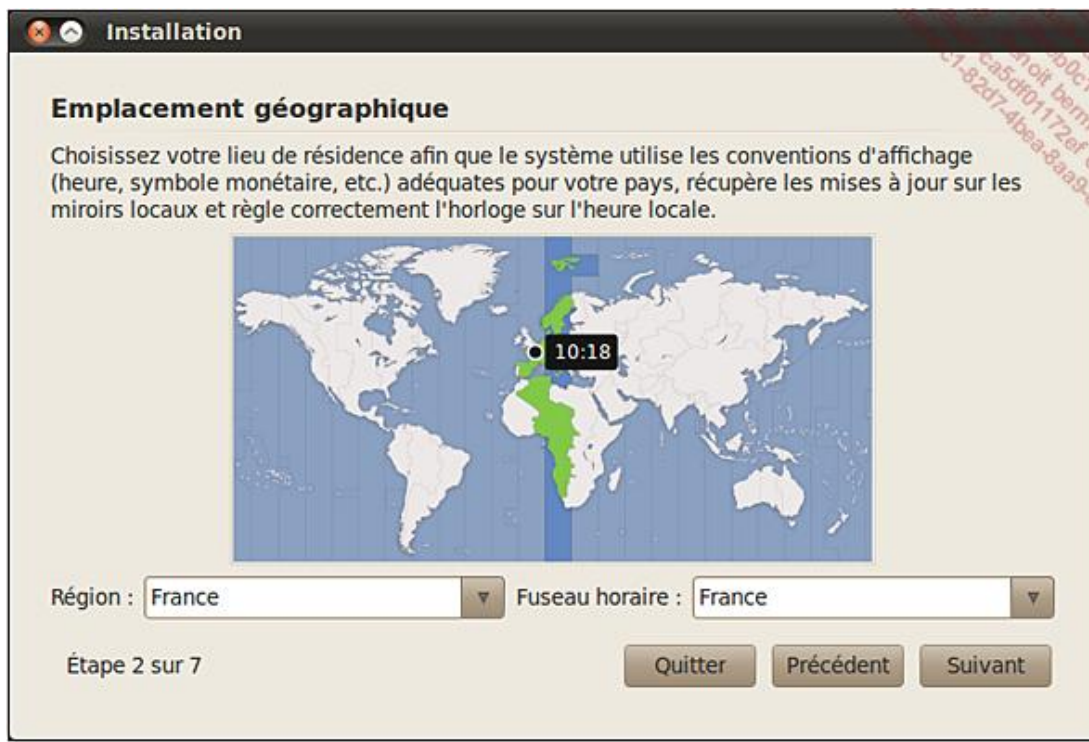 Installation
Emplacement géographique
Choisissez votre lieu de résidence afin que le système utilise les conventions d'affichage
(heure, symbole monétaire, etc.) adéquates pour votre pays, récupère les mises à jour sur les
miroirs locaux et règle correctement l'horloge sur l'heure locale.
10:18
Région : France Fuseau horaire : France
Étape 2 sur 7 Quitter Précédent Suivant